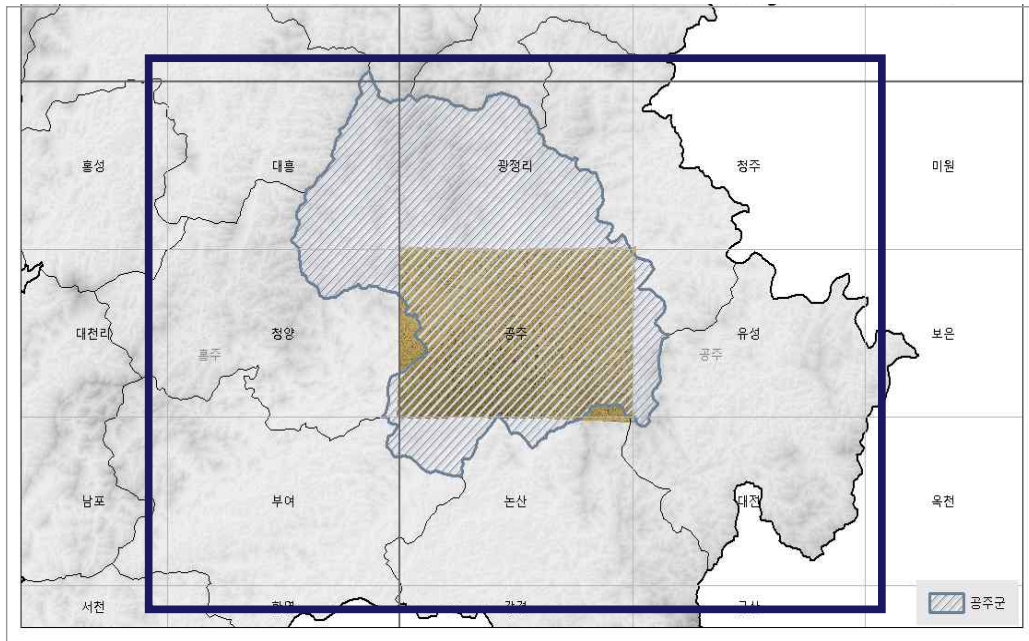 홍성
대흥
광정리
청주
미원
대천리
청양
공주
유성
보은
홍주
공주
남포
부여
논산
대전
옥천
서천
공주군